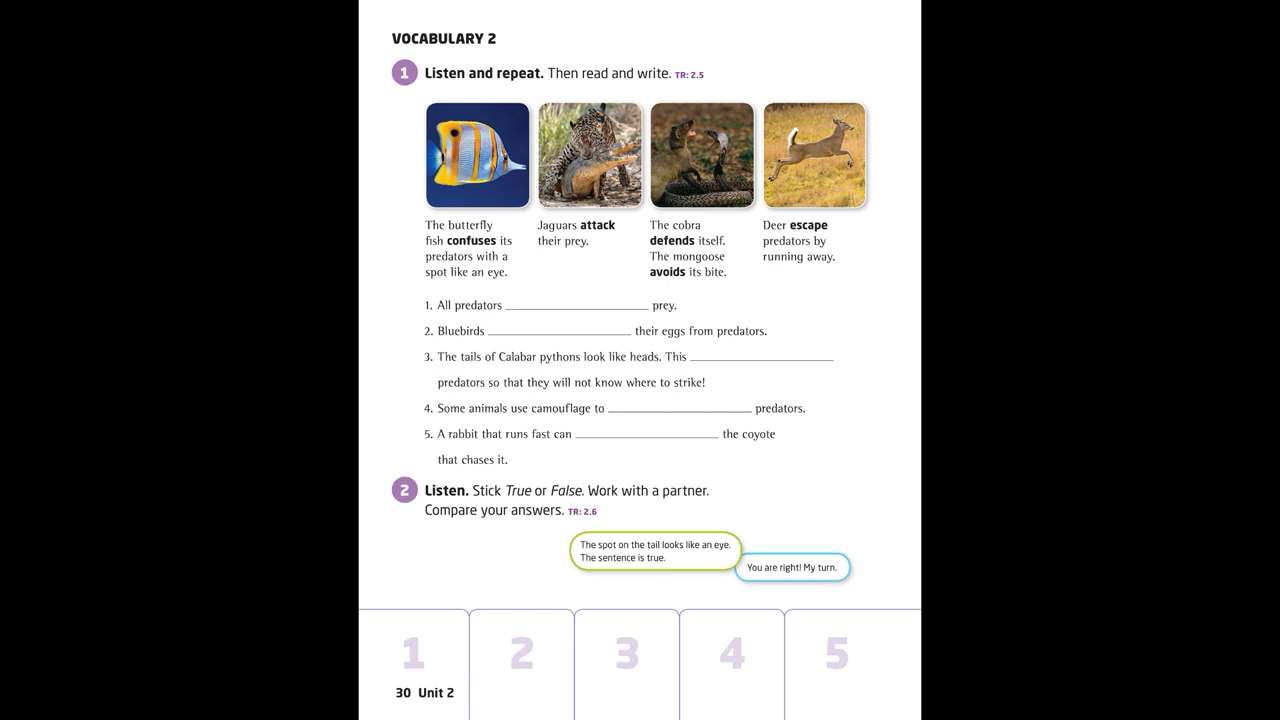 VOCABULARY 2
1 Listen and repeat. Then read and write. TR: 2.5
The butterfly
fish confuses its
predators with a
spot like an eye.
Jaguars attack
their prey.
The cobra
defends itself.
The mongoose
avoids its bite.
Deer escape
predators by
running away.
1. All predators ______ prey.
2. Bluebirds ______ their eggs from predators.
3. The tails of Calabar pythons look like heads. This ______
predators so that they will not know where to strike!
4. Some animals use camouflage to ______ predators.
5. A rabbit that runs fast can ______ the coyote
that chases it.
2 Listen. Stick True or False. Work with a partner.
Compare your answers. TR: 2.6
The spot on the tail looks like an eye.
The sentence is true.
You are right! My turn.
1 2 3 4 5
30 Unit 2